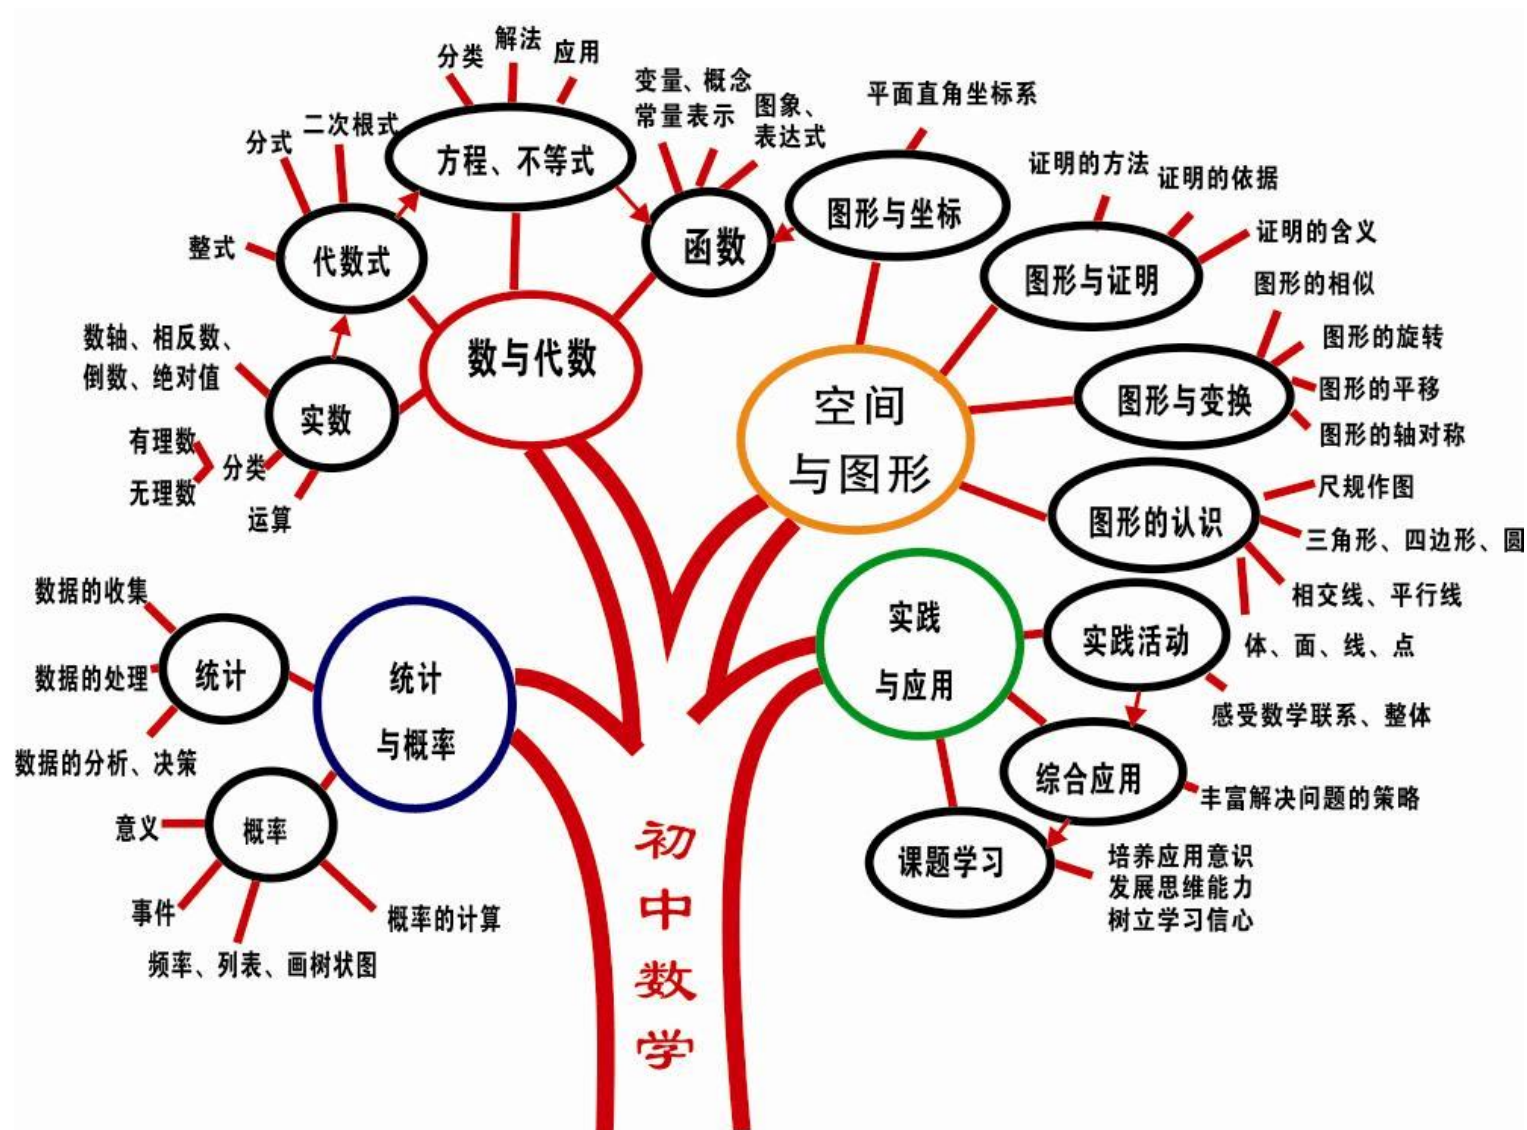 解法
分类
应用
变量、概念
常量表示
图象、
表达式
平面直角坐标系
分式
二次根式
方程、不等式
证明的方法
证明的依据
图形与坐标
证明的含义
整式
代数式
函数
图形与证明
图形的相似
数轴、相反数、
倒数、绝对值
数与代数
图形的旋转
图形的平移
图形与变换
图形的轴对称
空间
与图形
实数
有理数
无理数
分类
运算
图形的认识
尺规作图
三角形、四边形、圆
相交线、平行线
体、面、线、点
数据的收集
统计
数据的处理
数据的分析、决策
统计
与概率
实践
与应用
实践活动
感受数学联系、整体
综合应用
丰富解决问题的策略
课题学习
培养应用意识
发展思维能力
树立学习信心
意义
概率
事件
概率的计算
频率、列表、画树状图
初
中
数
学